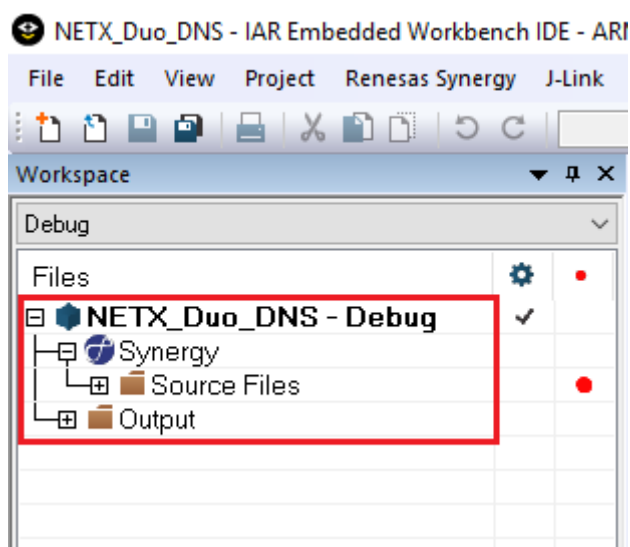 NETX_Duo_DNS - IAR Embedded Workbench IDE - ARM
File Edit View Project Renesas Synergy J-Link
Workspace
Debug
Files
NETX_Duo_DNS - Debug
Synergy
Source Files
Output